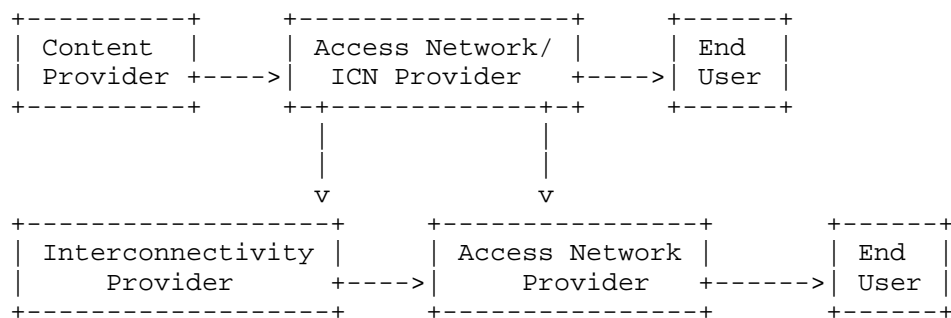 +----------+     +-----------------+     +------+
| Content  |     | Access Network/ |     | End  |
| Provider +---->|  ICN Provider   +---->| User |
+----------+     +-+-------------+-+     +------+
                   |             |
                   |             |
                   |             |
                   v             v
+-------------------+     +----------------+       +------+
| Interconnectivity |     | Access Network |       | End  |
|     Provider      +---->|    Provider    +------>| User |
+-------------------+     +----------------+       +------+